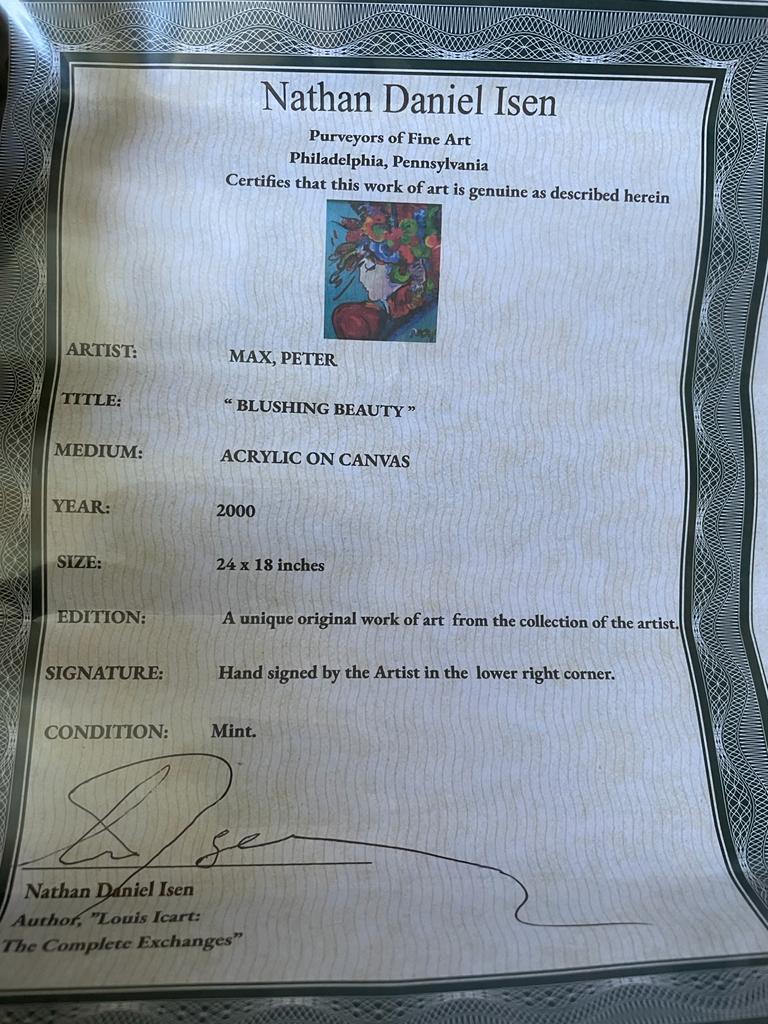 Nathan Daniel Isen
Purveyors of Fine Art
Philadelphia, Pennsylvania
Certifies that this work of art is genuine as described herein
ARTIST: MAX, PETER
TITLE: “ BLUSHING BEAUTY ”
MEDIUM: ACRYLIC ON CANVAS
YEAR: 2000
SIZE: 24 x 18 inches
EDITION: A unique original work of art from the collection of the artist.
SIGNATURE: Hand signed by the Artist in the lower right corner.
CONDITION: Mint.
Nathan Daniel Isen
Author, "Louis Icart:
The Complete Exchanges”